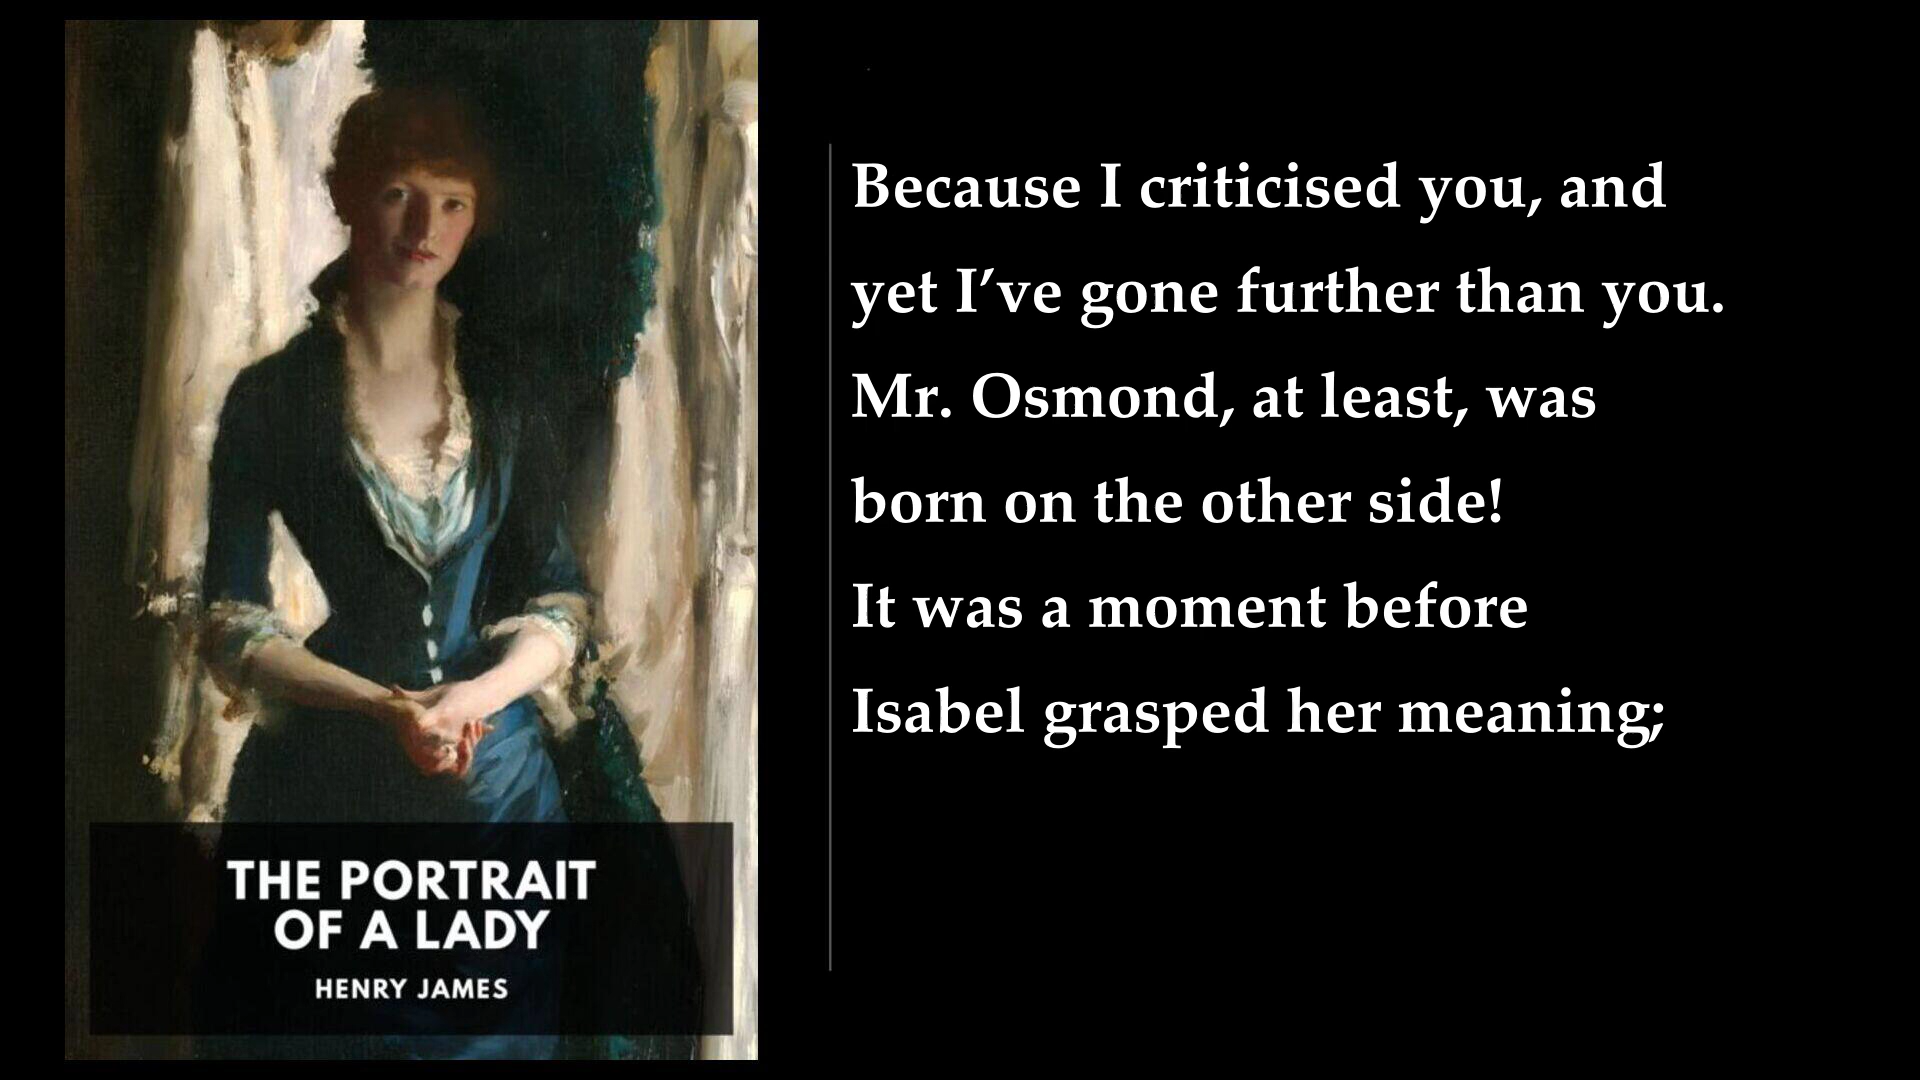 THE PORTRAIT
OF A LADY
HENRY JAMES
Because I criticised you, and
yet I’ve gone further than you.
Mr. Osmond, at least, was
born on the other side!
It was a moment before
Isabel grasped her meaning;